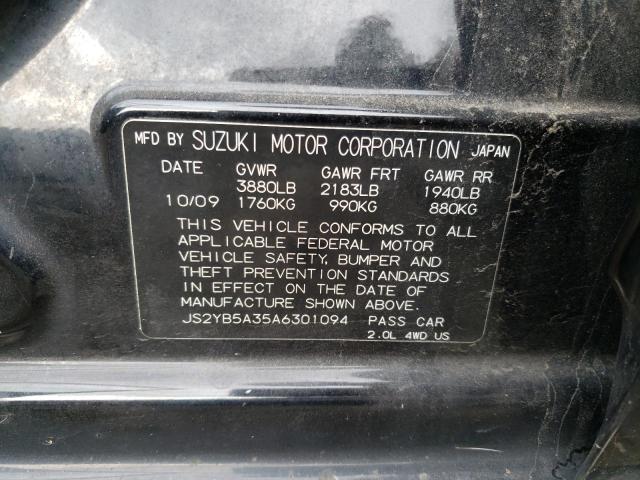 MFD BY SUZUKI MOTOR CORPORATION JAPAN
DATE GVWR GAWR FRT GAWR RR
3880LB 2183LB 1940LB
10/09 1760KG 990KG 880KG
THIS VEHICLE CONFORMS TO ALL
APPLICABLE FEDERAL MOTOR
VEHICLE SAFETY, BUMPER AND
THEFT PREVENTION STANDARDS
IN EFFECT ON THE DATE OF
MANUFACTURE SHOWN ABOVE.
JS2YB5A35A6301094 PASS CAR
2.0L 4WD US